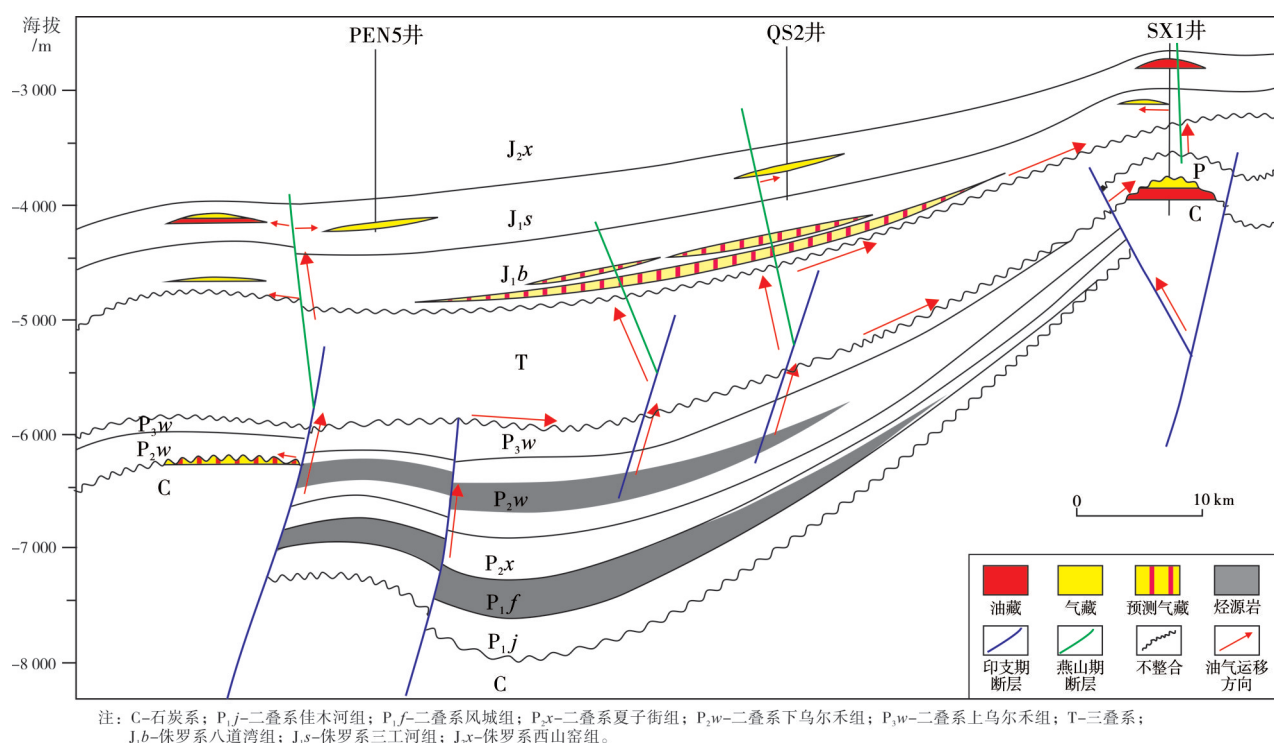 海拔
/m
PEN5井
QS2井
SX1井
-3 000
-4 000
-5 000
-6 000
-7 000
-8 000
J₂x
J₁s
J₁b
T
P
C
P₃w
P₂w
C
P₃w
P₂w
P₂x
P₁f
P₁j
C
0 10 km
油藏 气藏 预测气藏 烃源岩
印支期断层 燕山期断层 不整合 油气运移方向
注：C-石炭系；P₁j-二叠系佳木河组；P₁f-二叠系风城组；P₂x-二叠系夏子街组；P₂w-二叠系下乌尔禾组；P₃w-二叠系上乌尔禾组；T-三叠系；
J₁b-侏罗系八道湾组；J₁s-侏罗系三工河组；J₂x-侏罗系西山窑组。